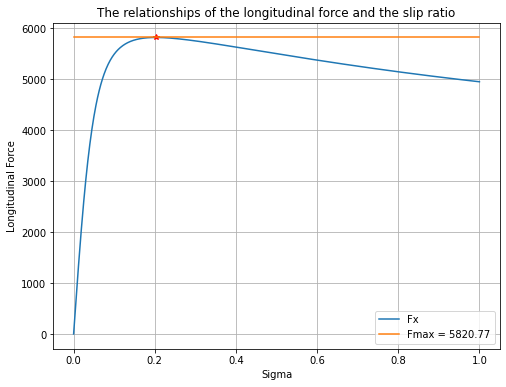 The relationships of the longitudinal force and the slip ratio
6000
5000
4000
3000
2000
1000
0
Longitudinal Force
0.0 0.2 0.4 0.6 0.8 1.0
Sigma
Fx
Fmax = 5820.77